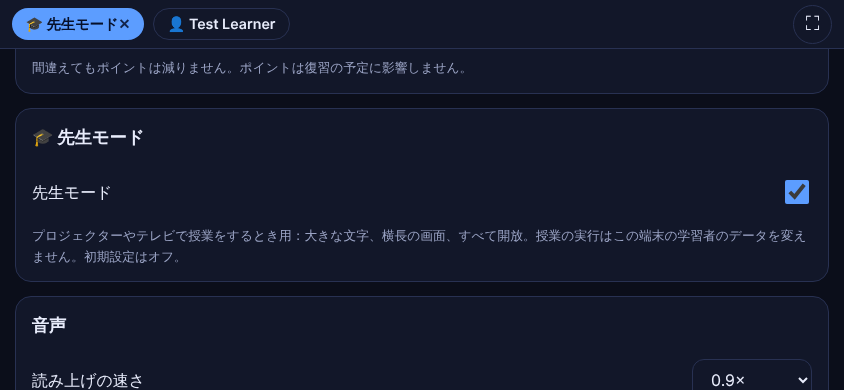 🎓 先生モード✕
👤 Test Learner
間違えてもポイントは減りません。ポイントは復習の予定に影響しません。
🎓 先生モード
先生モード
プロジェクターやテレビで授業をするとき用：大きな文字、横長の画面、すべて開放。授業の実行はこの端末の学習者のデータを変え
ません。初期設定はオフ。
音声
読み上げの速さ
0.9×